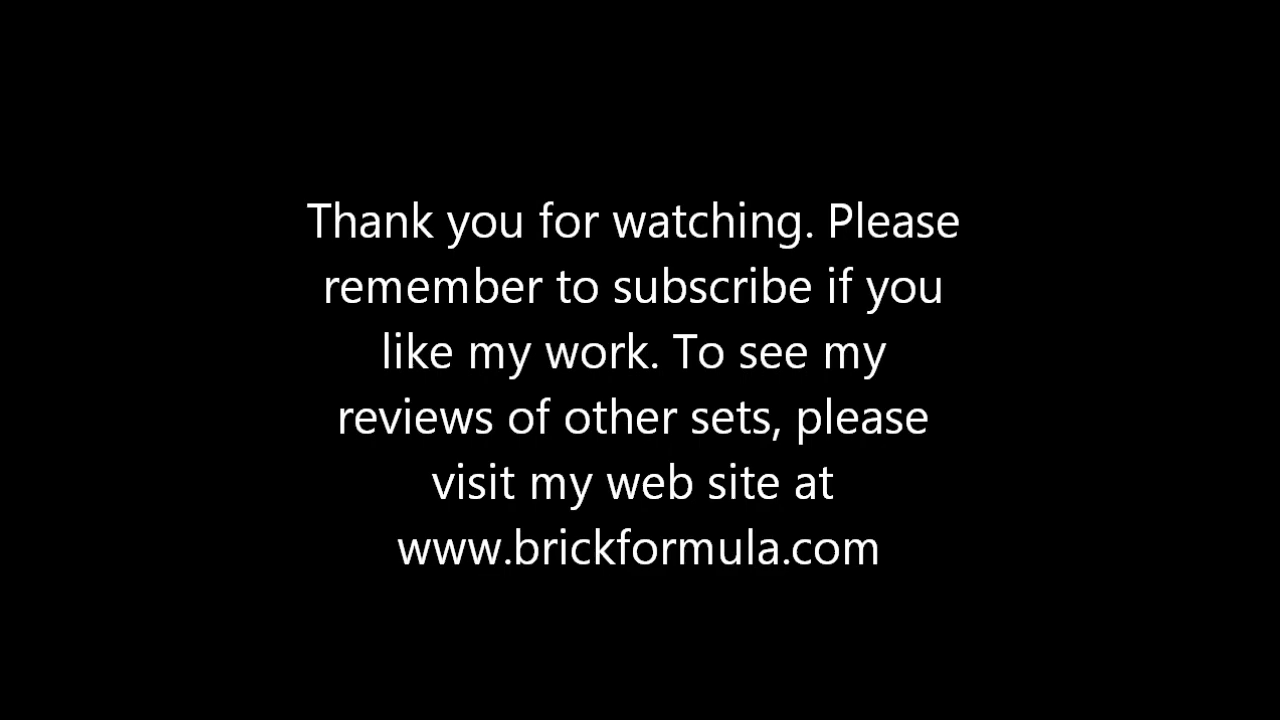 Thank you for watching. Please
remember to subscribe if you
like my work. To see my
reviews of other sets, please
visit my web site at
www.brickformula.com